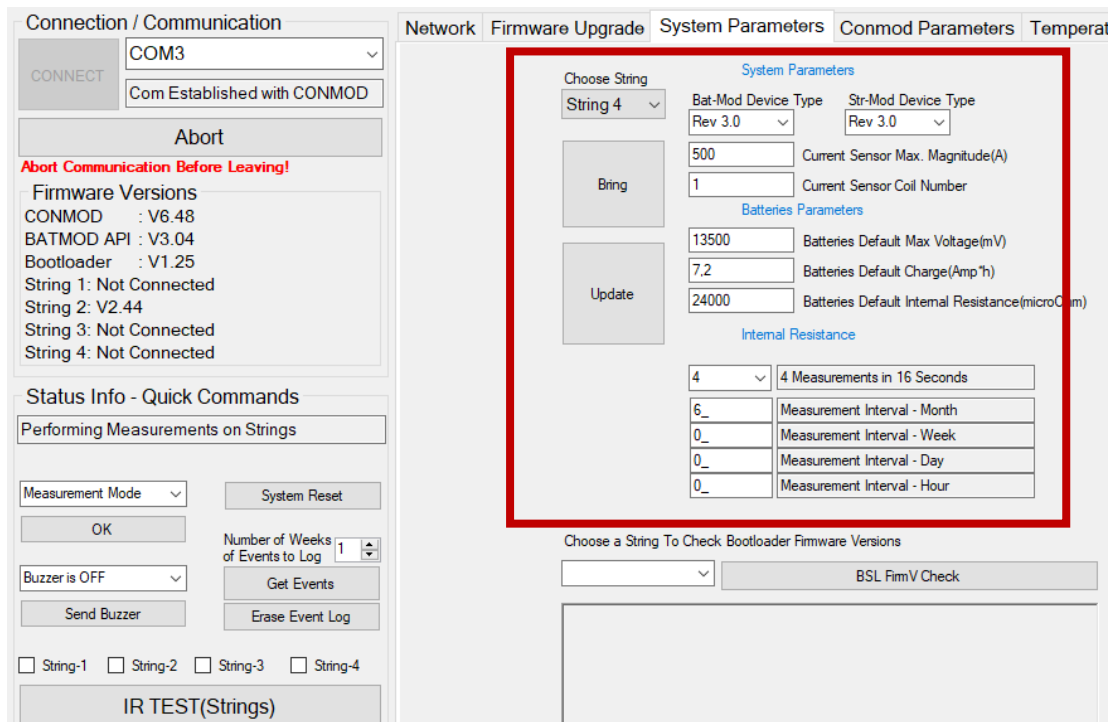 Connection / Communication
CONNECT
COM3
Com Established with CONMOD
Abort
Abort Communication Before Leaving!
Firmware Versions
CONMOD : V6.48
BATMOD API : V3.04
Bootloader : V1.25
String 1: Not Connected
String 2: V2.44
String 3: Not Connected
String 4: Not Connected
Status Info - Quick Commands
Performing Measurements on Strings
Measurement Mode
System Reset
OK
Number of Weeks
of Events to Log
1
Buzzer is OFF
Get Events
Send Buzzer
Erase Event Log
String-1 String-2 String-3 String-4
IR TEST(Strings)
Network Firmware Upgrade System Parameters Conmod Parameters Temperat
System Parameters
Choose String
String 4
Bat-Mod Device Type Str-Mod Device Type
Rev 3.0 Rev 3.0
Bring
500 Current Sensor Max. Magnitude(A)
1 Current Sensor Coil Number
Batteries Parameters
13500 Batteries Default Max Voltage(mV)
7,2 Batteries Default Charge(Amp*h)
Update
24000 Batteries Default Internal Resistance(microOhm)
Internal Resistance
4 4 Measurements in 16 Seconds
6_ Measurement Interval - Month
0_ Measurement Interval - Week
0_ Measurement Interval - Day
0_ Measurement Interval - Hour
Choose a String To Check Bootloader Firmware Versions
BSL FirmV Check